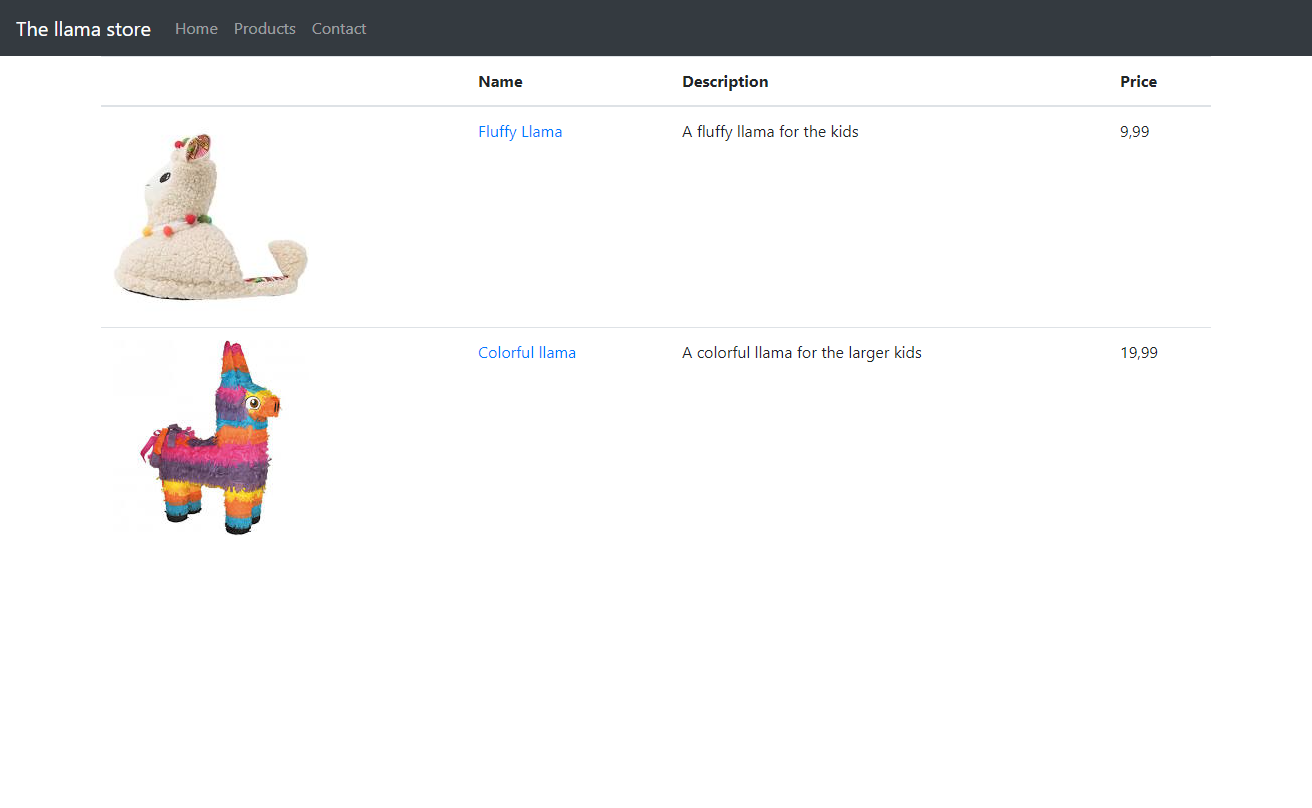 The llama store Home Products Contact
Name Description Price
Fluffy Llama A fluffy llama for the kids 9,99
Colorful llama A colorful llama for the larger kids 19,99